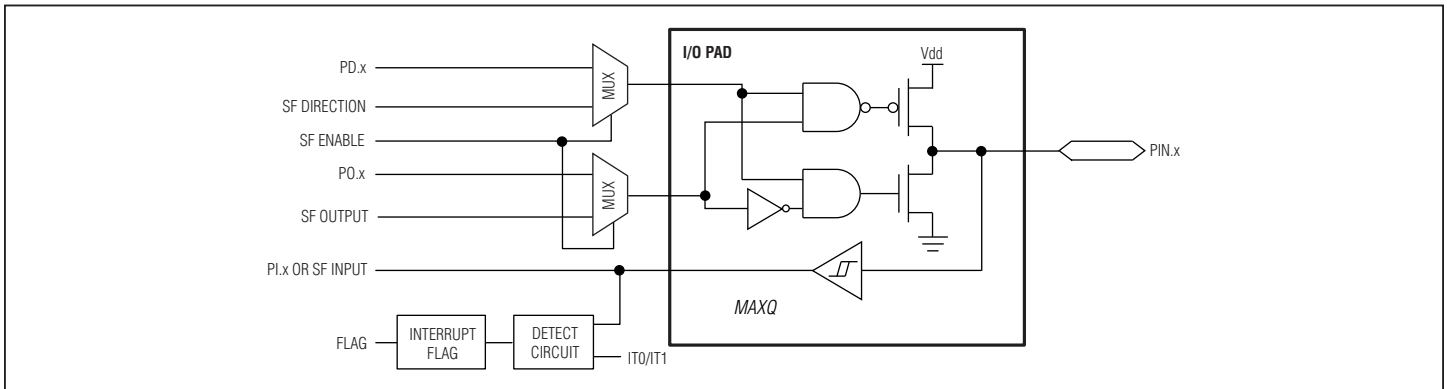 I/O PAD
Vdd
PD.x
MUX
SF DIRECTION
SF ENABLE
PO.x
MUX
SF OUTPUT
PIN.x
PI.x OR SF INPUT
MAXQ
FLAG
INTERRUPT
FLAG
DETECT
CIRCUIT
IT0/IT1